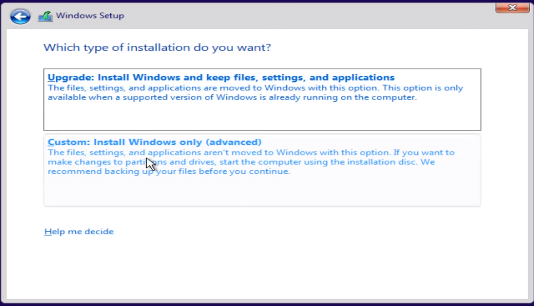 Windows Setup
Which type of installation do you want?
Upgrade: Install Windows and keep files, settings, and applications
The files, settings, and applications are moved to Windows with this option. This option is only
available when a supported version of Windows is already running on the computer.
Custom: Install Windows only (advanced)
The files, settings, and applications aren't moved to Windows with this option. If you want to
make changes to partitions and drives, start the computer using the installation disc. We
recommend backing up your files before you continue.
Help me decide